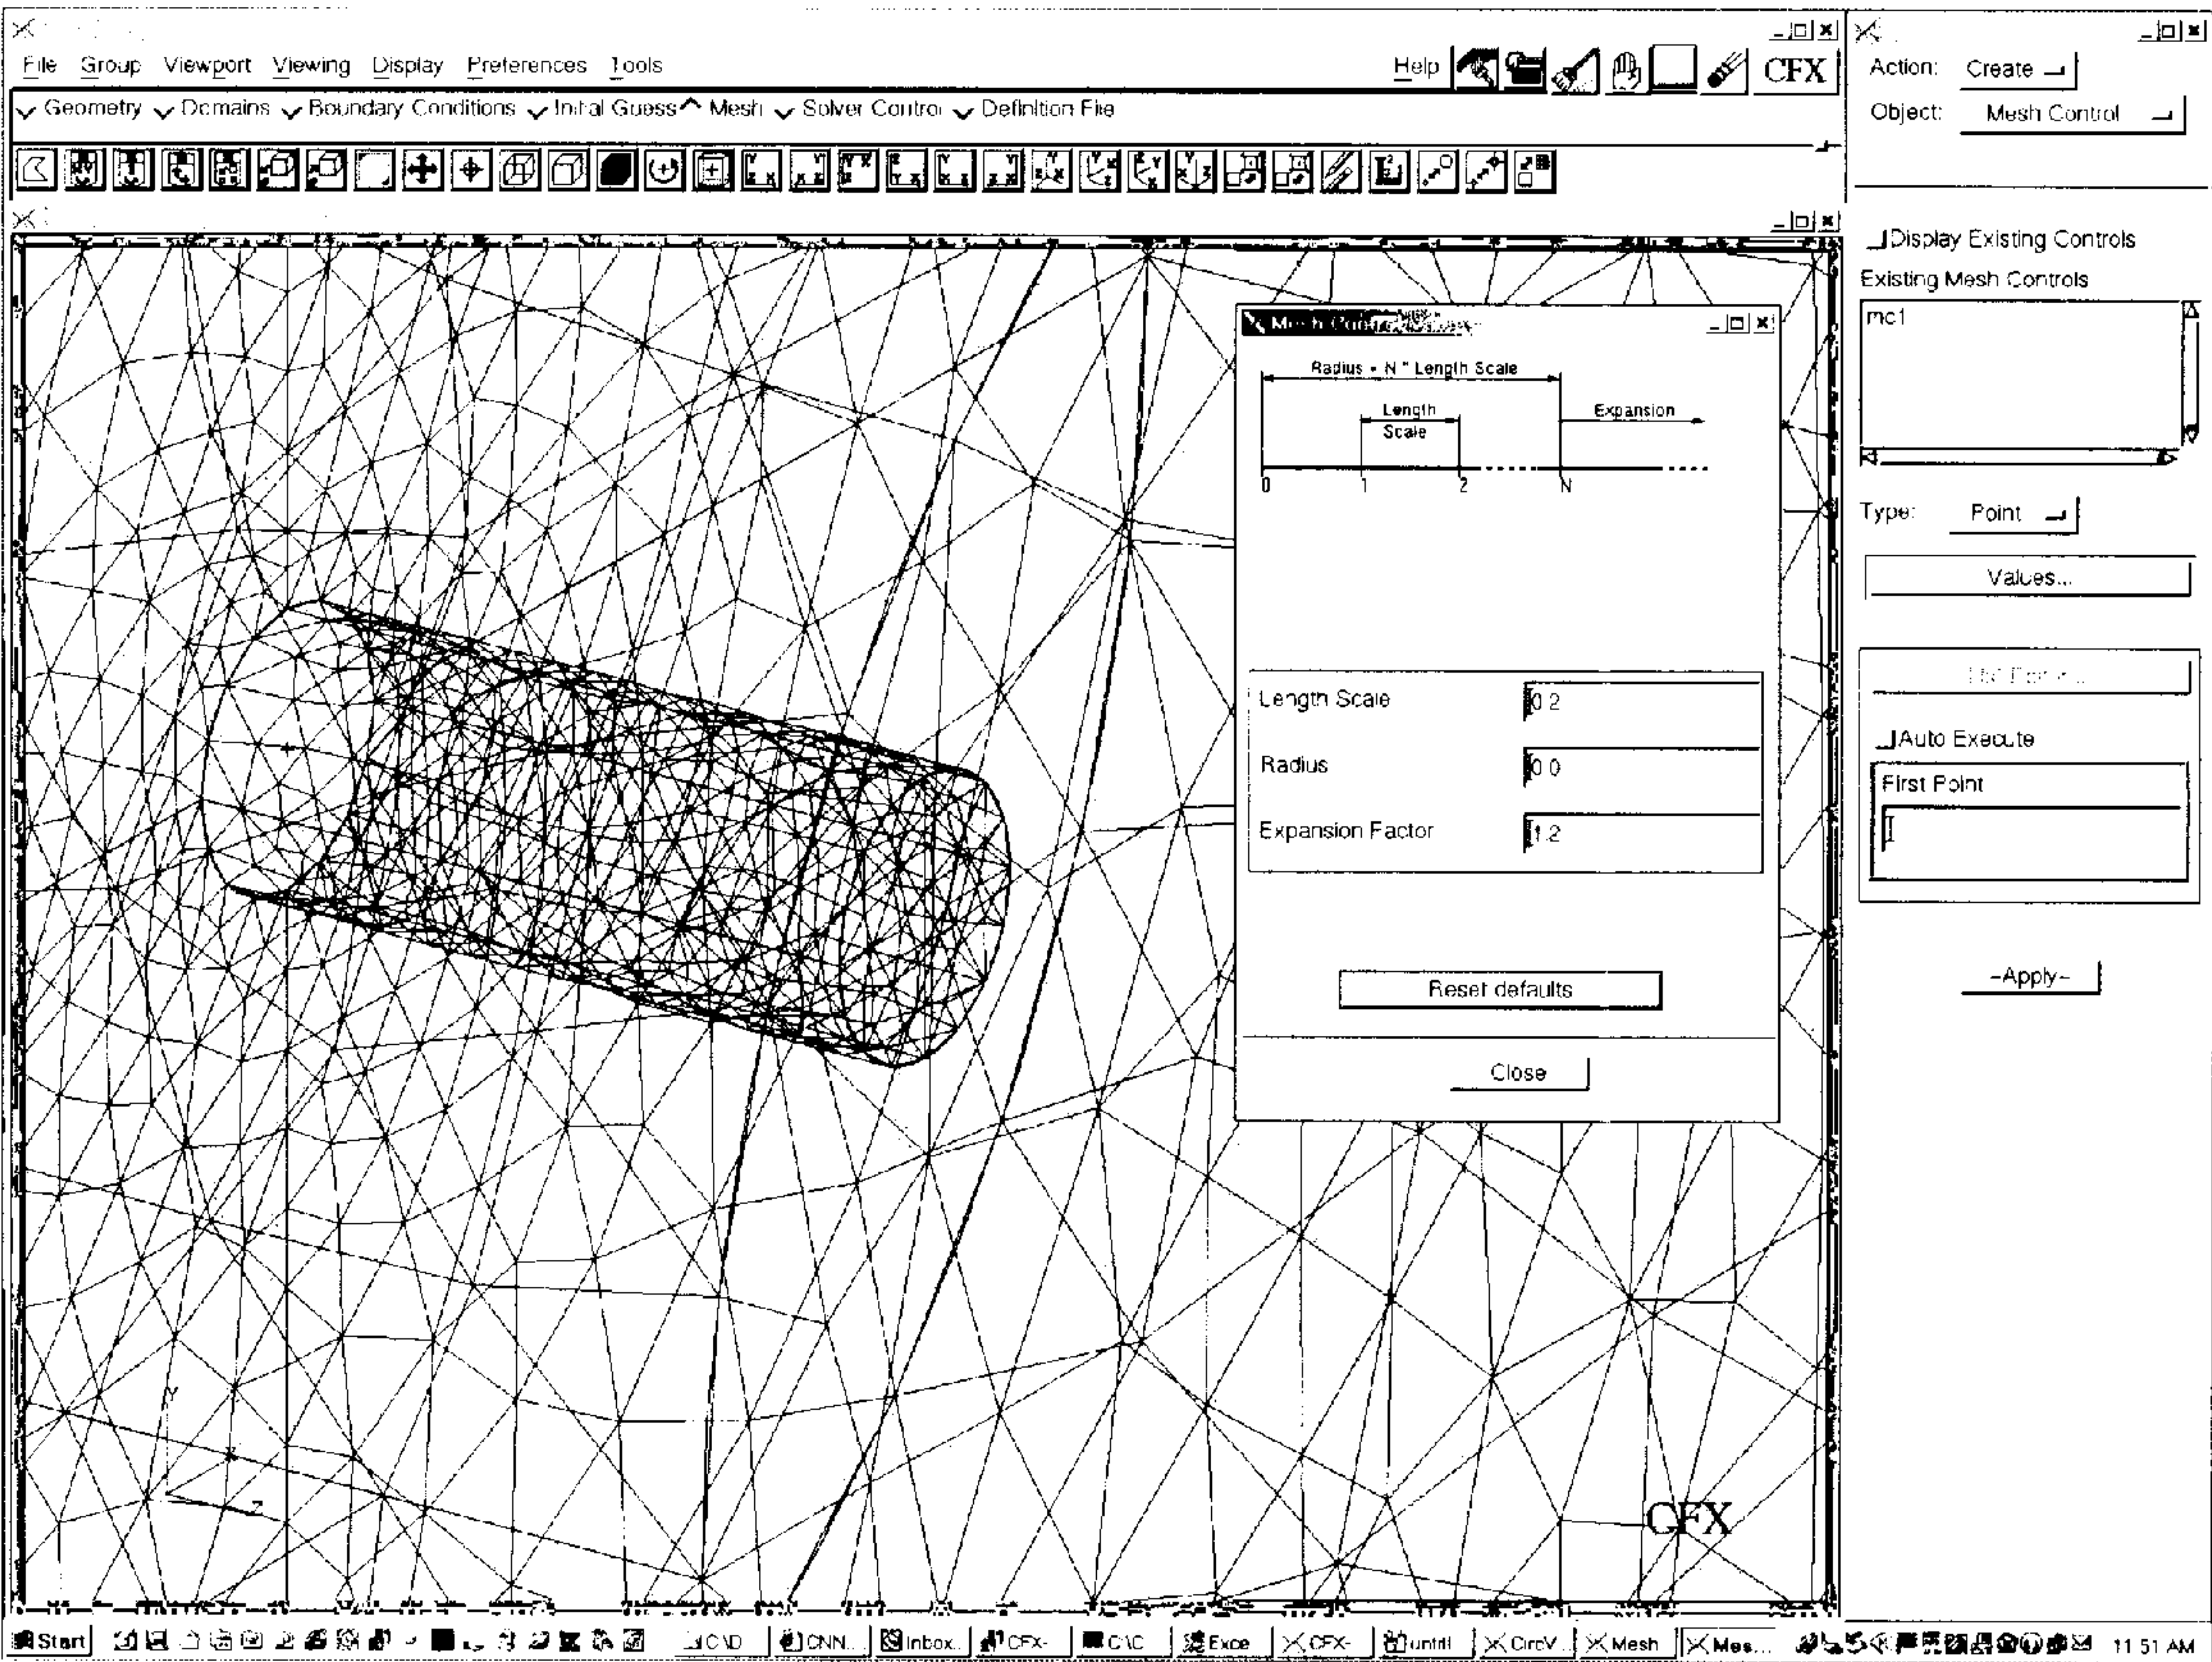 File Group Viewport Viewing Display Preferences Tools Help CFX
Geometry Domains Boundary Conditions Initial Guess Mesh Solver Control Definition File
Action: Create
Object: Mesh Control
Display Existing Controls
Existing Mesh Controls
mc1
Type: Point
Values...
Auto Execute
First Point
-Apply-
Mesh
Radius = N * Length Scale
Length
Scale
Expansion
0 1 2 N
Length Scale 0.2
Radius 0.0
Expansion Factor 1.2
Reset defaults
Close
Y
X
Z
CFX
Start C:\D CNN... Inbox.. CFX- C:\C Exce CFX- untitl CircV.. Mesh Mes... 11:51 AM